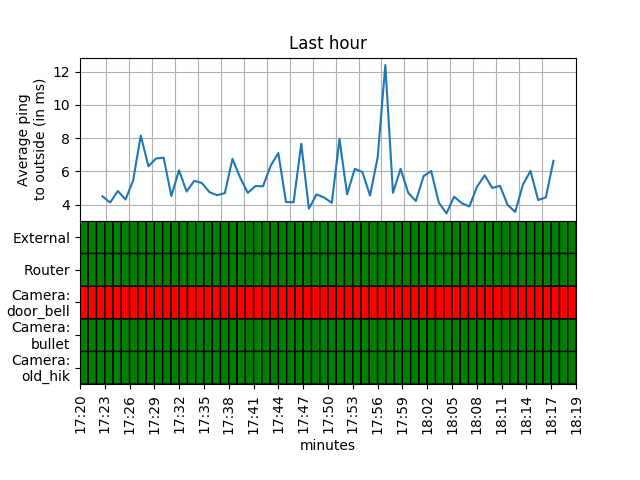 Last hour
Average ping
to outside (in ms)
12
10
8
6
4
External
Router
Camera:
door_bell
Camera:
bullet
Camera:
old_hik
17:20
17:23
17:26
17:29
17:32
17:35
17:38
17:41
17:44
17:47
17:50
17:53
17:56
17:59
18:02
18:05
18:08
18:11
18:14
18:17
18:19
minutes